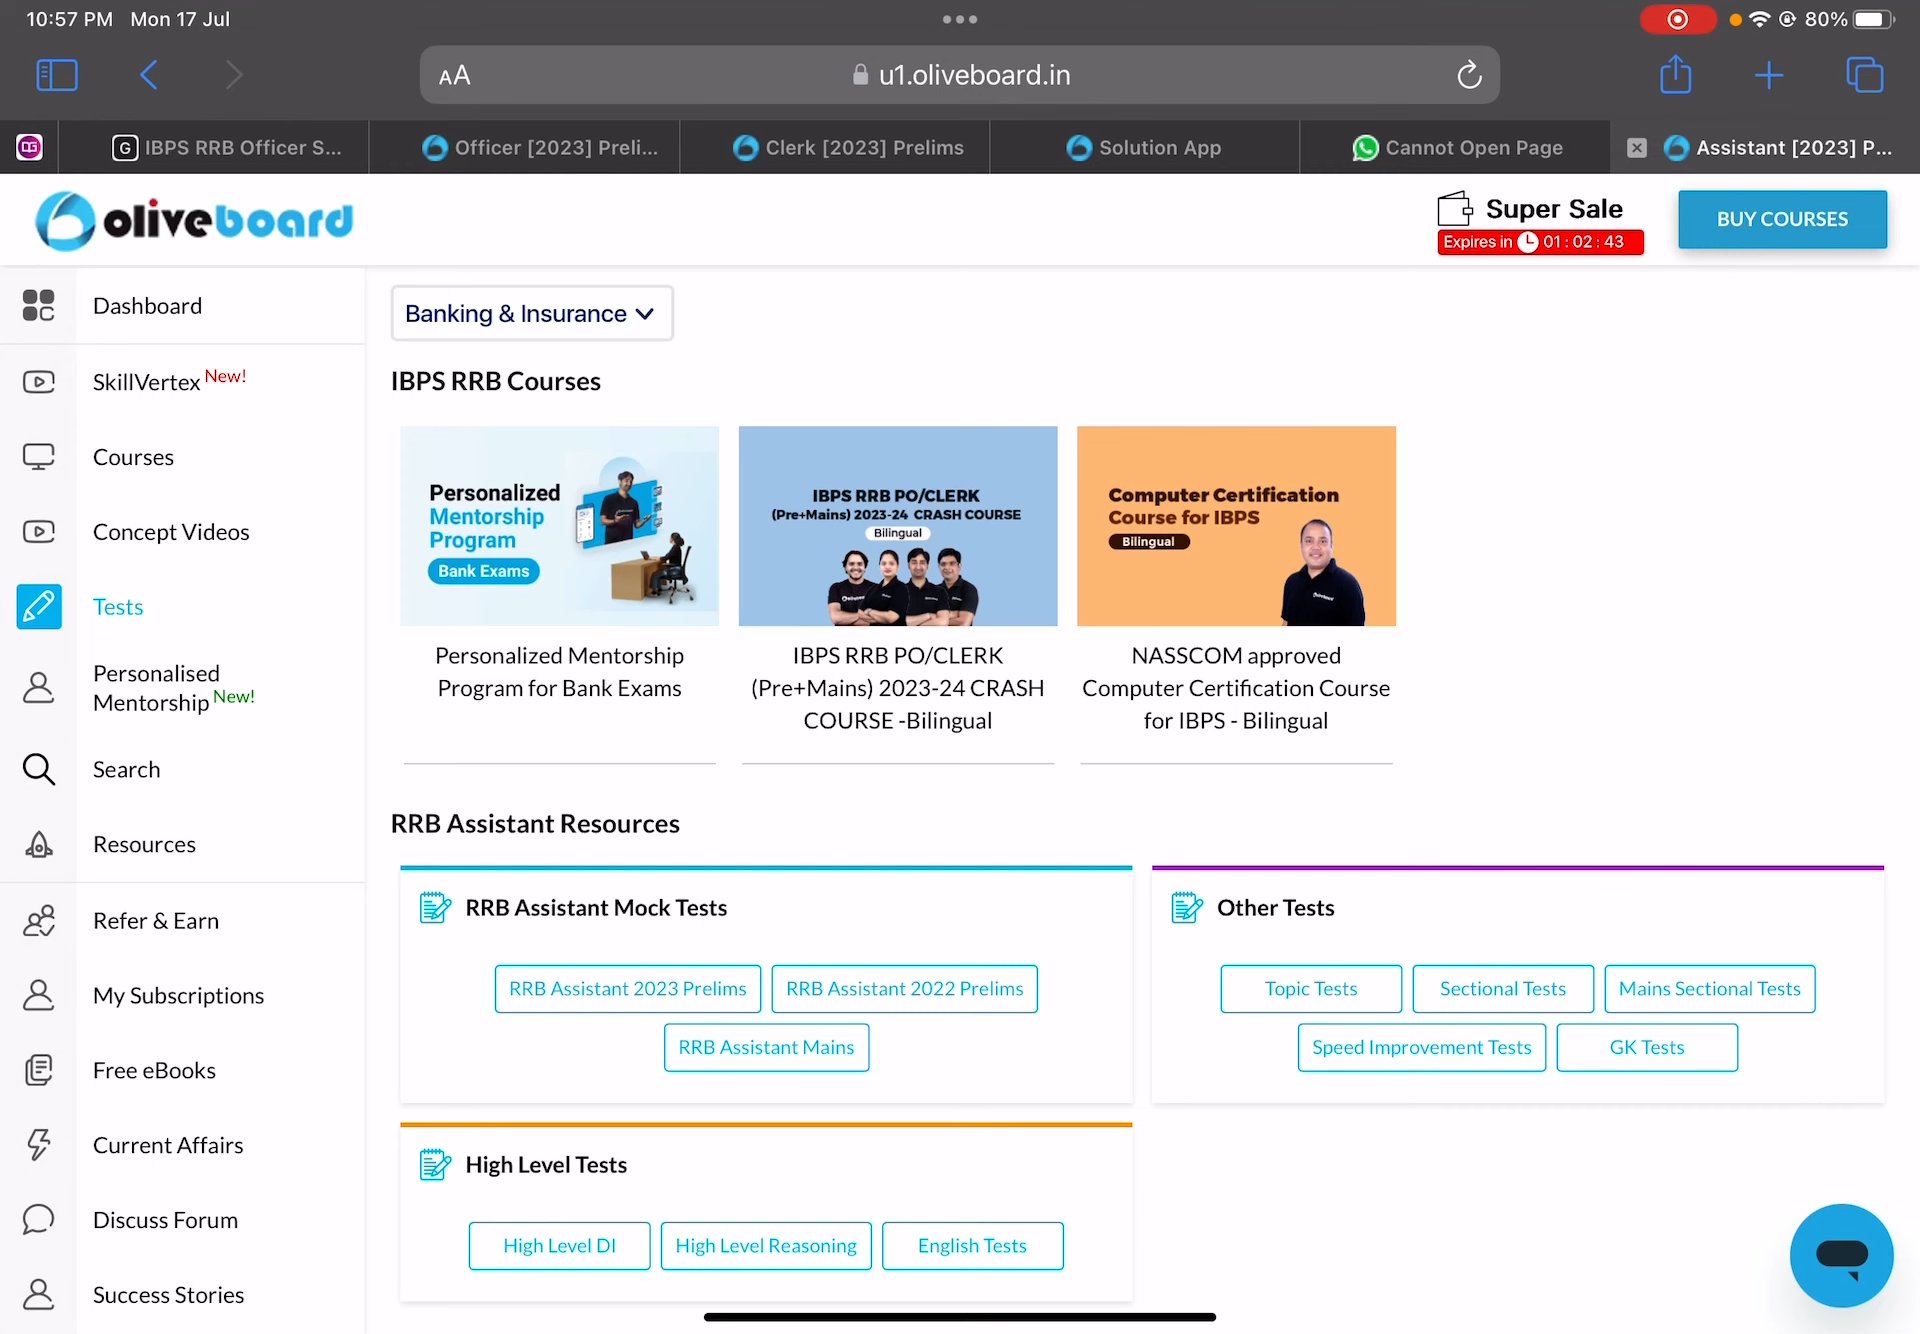 10:57 PM Mon 17 Jul
80%
AA
u1.oliveboard.in
G IBPS RRB Officer S...
Officer [2023] Preli...
Clerk [2023] Prelims
Solution App
Cannot Open Page
Assistant [2023] P...
oliveboard
Super Sale
Expires in 01 : 02 : 43
BUY COURSES
Dashboard
SkillVertex New!
Courses
Concept Videos
Tests
Personalised
Mentorship New!
Search
Resources
Refer & Earn
My Subscriptions
Free eBooks
Current Affairs
Discuss Forum
Success Stories
Banking & Insurance
IBPS RRB Courses
Personalized
Mentorship
Program
Bank Exams
Personalized Mentorship
Program for Bank Exams
IBPS RRB PO/CLERK
(Pre+Mains) 2023-24 CRASH COURSE
Bilingual
IBPS RRB PO/CLERK
(Pre+Mains) 2023-24 CRASH
COURSE -Bilingual
Computer Certification
Course for IBPS
Bilingual
NASSCOM approved
Computer Certification Course
for IBPS - Bilingual
RRB Assistant Resources
RRB Assistant Mock Tests
RRB Assistant 2023 Prelims
RRB Assistant 2022 Prelims
RRB Assistant Mains
Other Tests
Topic Tests
Sectional Tests
Mains Sectional Tests
Speed Improvement Tests
GK Tests
High Level Tests
High Level DI
High Level Reasoning
English Tests